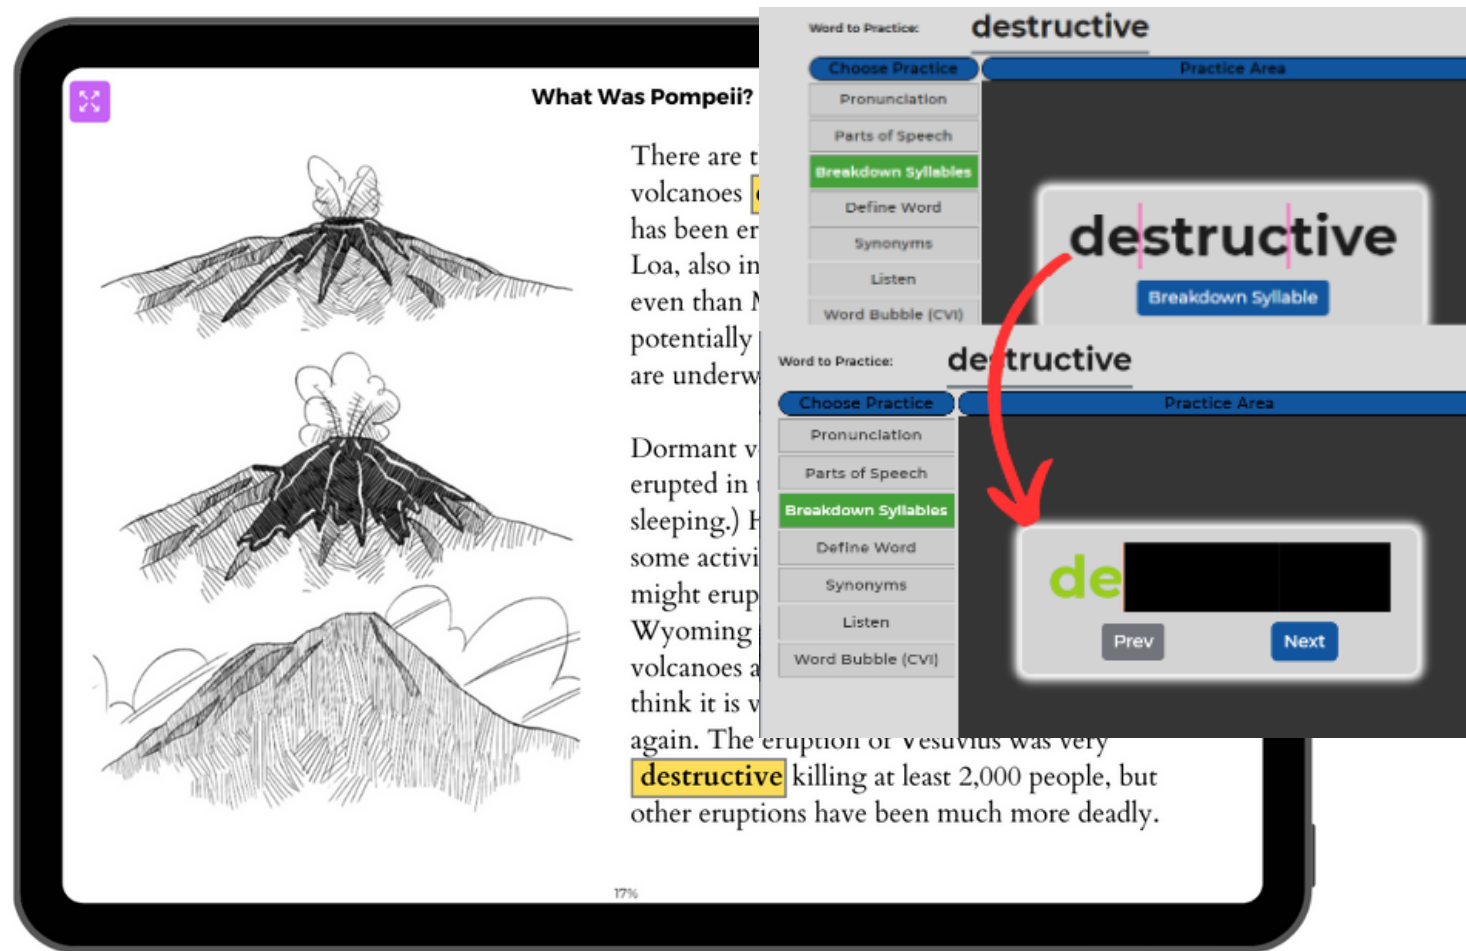 What Was Pompeii?
There are
volcanoes
has been
Loa, also in
even than
potentially
are
Dormant
erupted in
sleeping.)
some
might
Wyoming
volcanoes
think it is
again. The eruption of Vesuvius was very
destructive killing at least 2,000 people, but
other eruptions have been much more deadly.
17%
Word to Practice: destructive
Choose Practice Practice Area
Pronunciation
Parts of Speech
Breakdown Syllables
Define Word
Synonyms
Listen
Word Bubble (CVI)
destructive
Breakdown Syllable
Word to Practice: destructive
Choose Practice Practice Area
Pronunciation
Parts of Speech
Breakdown Syllables
Define Word
Synonyms
Listen
Word Bubble (CVI)
de
Prev Next